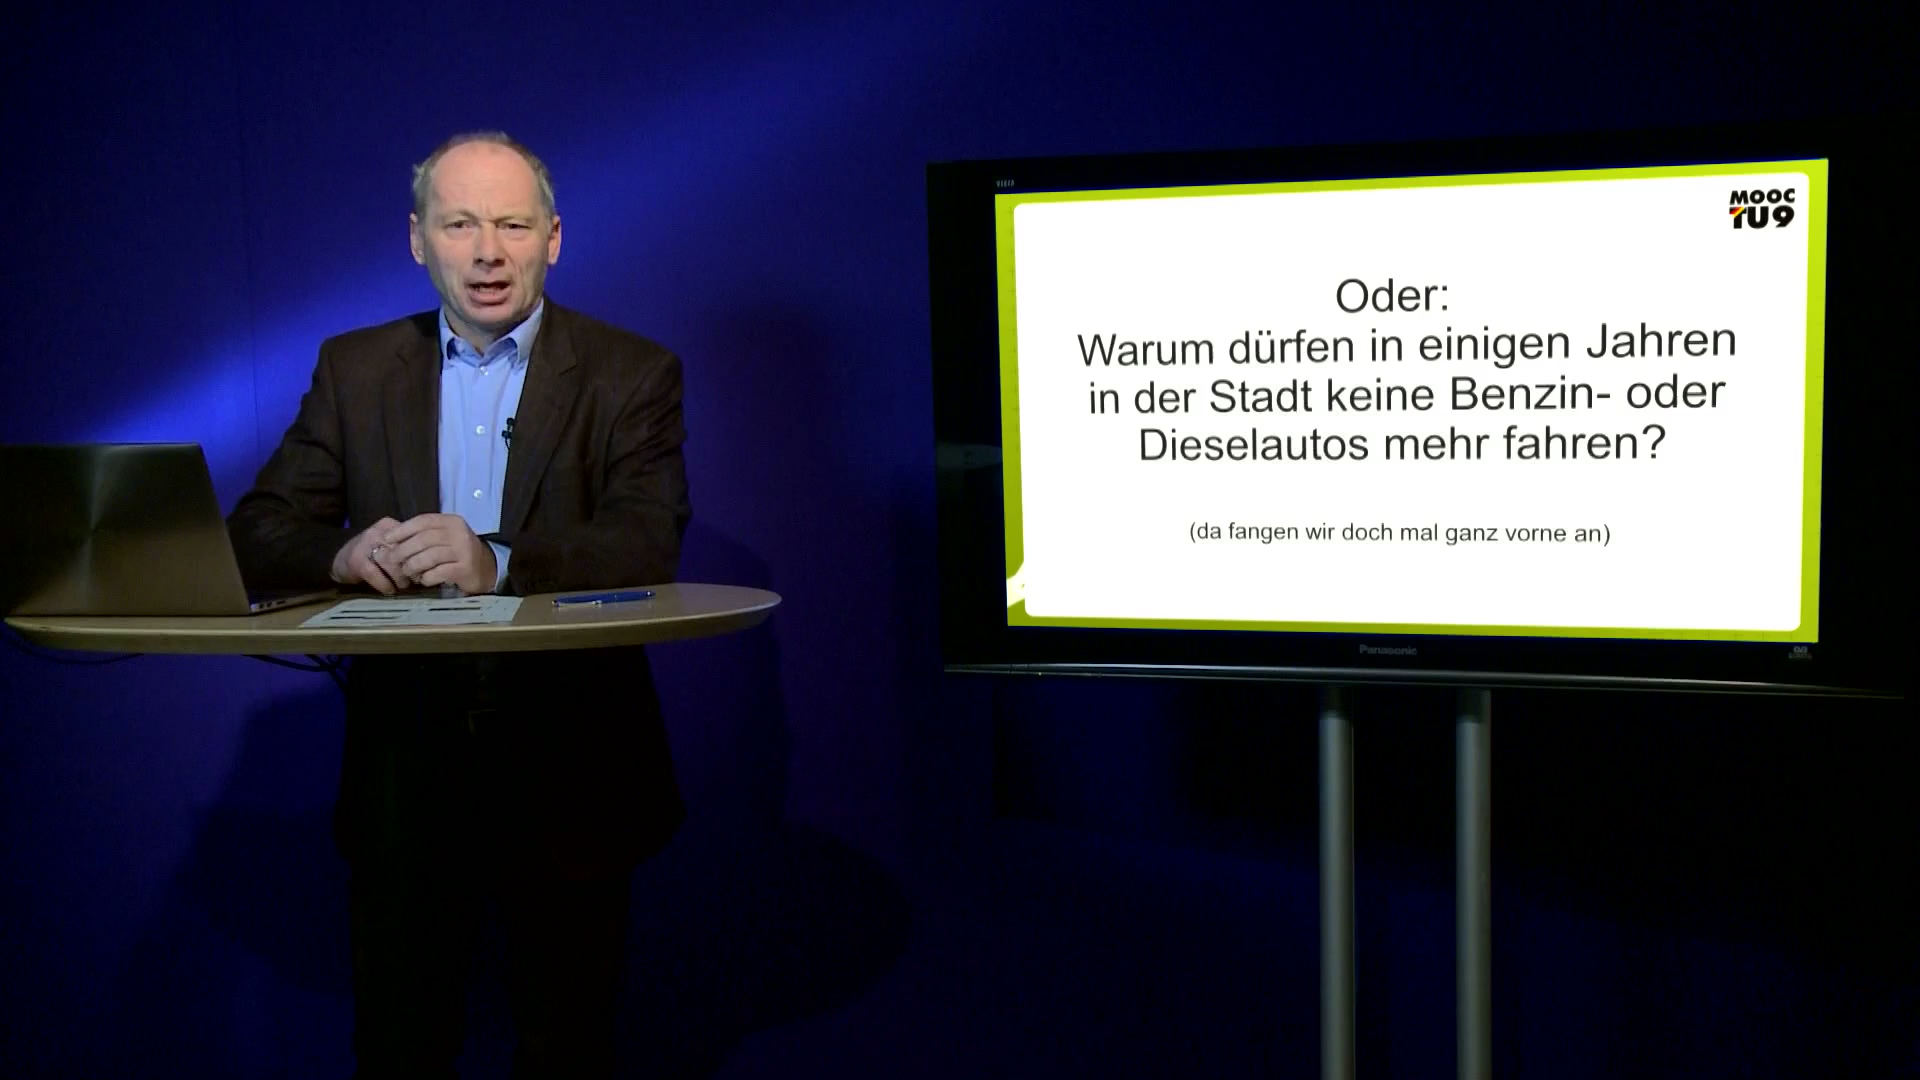 MOOC
TU9
Oder:
Warum dürfen in einigen Jahren
in der Stadt keine Benzin- oder
Dieselautos mehr fahren?
(da fangen wir doch mal ganz vorne an)
Panasonic